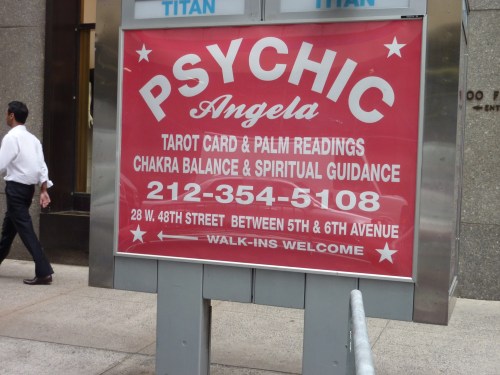 TITAN TITAN
PSYCHIC
Angela
TAROT CARD & PALM READINGS
CHAKRA BALANCE & SPIRITUAL GUIDANCE
212-354-5108
28 W. 48TH STREET BETWEEN 5TH & 6TH AVENUE
WALK-INS WELCOME